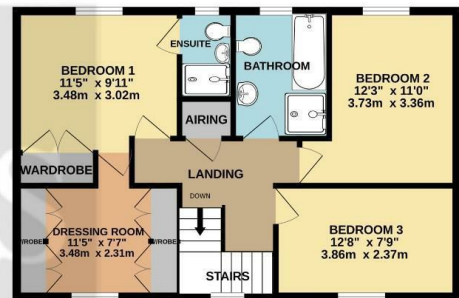 ENSUITE
BATHROOM
BEDROOM 1
11'5" x 9'11"
3.48m x 3.02m
BEDROOM 2
12'3" x 11'0"
3.73m x 3.36m
AIRING
WARDROBE
LANDING
DOWN
DRESSING ROOM
11'5" x 7'7"
3.48m x 2.31m
BEDROOM 3
12'8" x 7'9"
3.86m x 2.37m
STAIRS